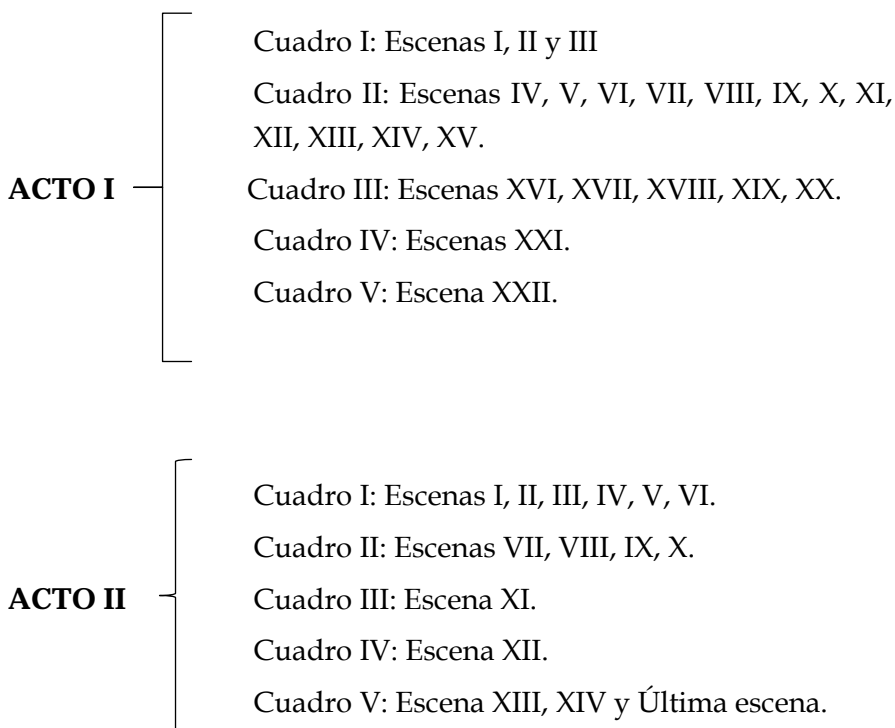 Cuadro I: Escenas I, II y III
Cuadro II: Escenas IV, V, VI, VII, VIII, IX, X, XI,
XII, XIII, XIV, XV.
ACTO I
Cuadro III: Escenas XVI, XVII, XVIII, XIX, XX.
Cuadro IV: Escenas XXI.
Cuadro V: Escena XXII.
Cuadro I: Escenas I, II, III, IV, V, VI.
Cuadro II: Escenas VII, VIII, IX, X.
ACTO II
Cuadro III: Escena XI.
Cuadro IV: Escena XII.
Cuadro V: Escena XIII, XIV y Última escena.